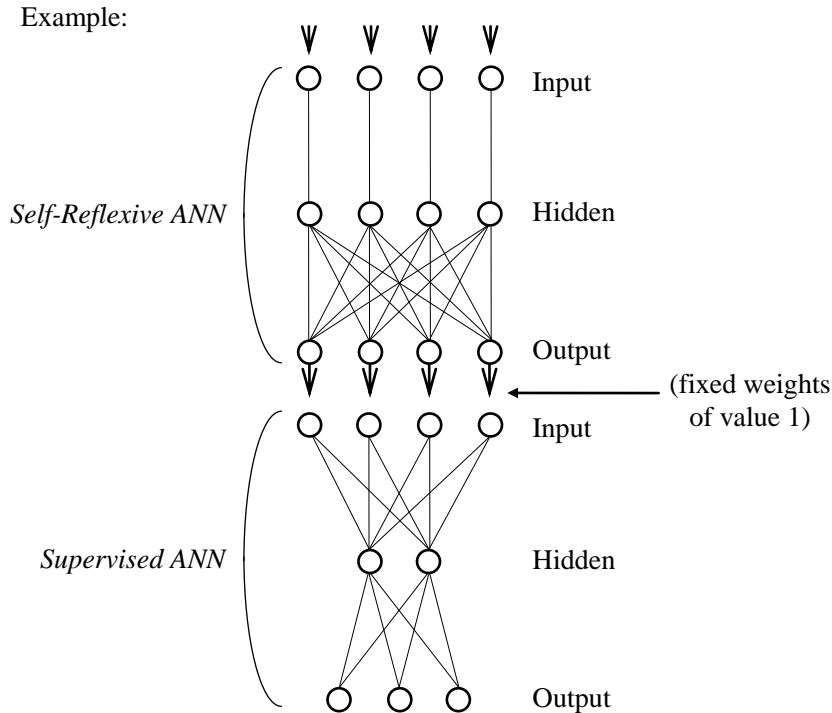 Example:
Input
Self-Reflexive ANN
Hidden
Output
(fixed weights
of value 1)
Input
Supervised ANN
Hidden
Output